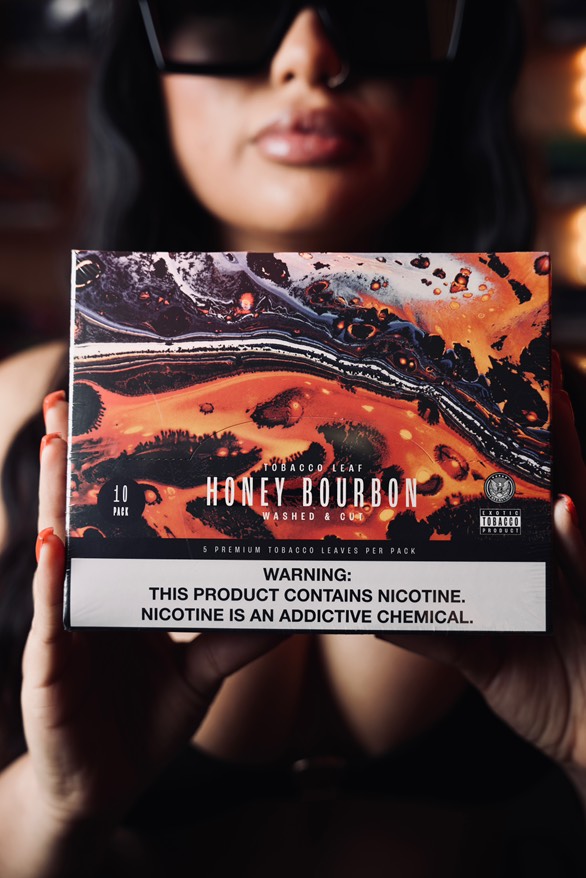 TOBACCO LEAF
HONEY BOURBON
WASHED & CUT
10
PACK
EXOTIC
TOBACCO
PRODUCT
5 PREMIUM TOBACCO LEAVES PER PACK
WARNING:
THIS PRODUCT CONTAINS NICOTINE.
NICOTINE IS AN ADDICTIVE CHEMICAL.